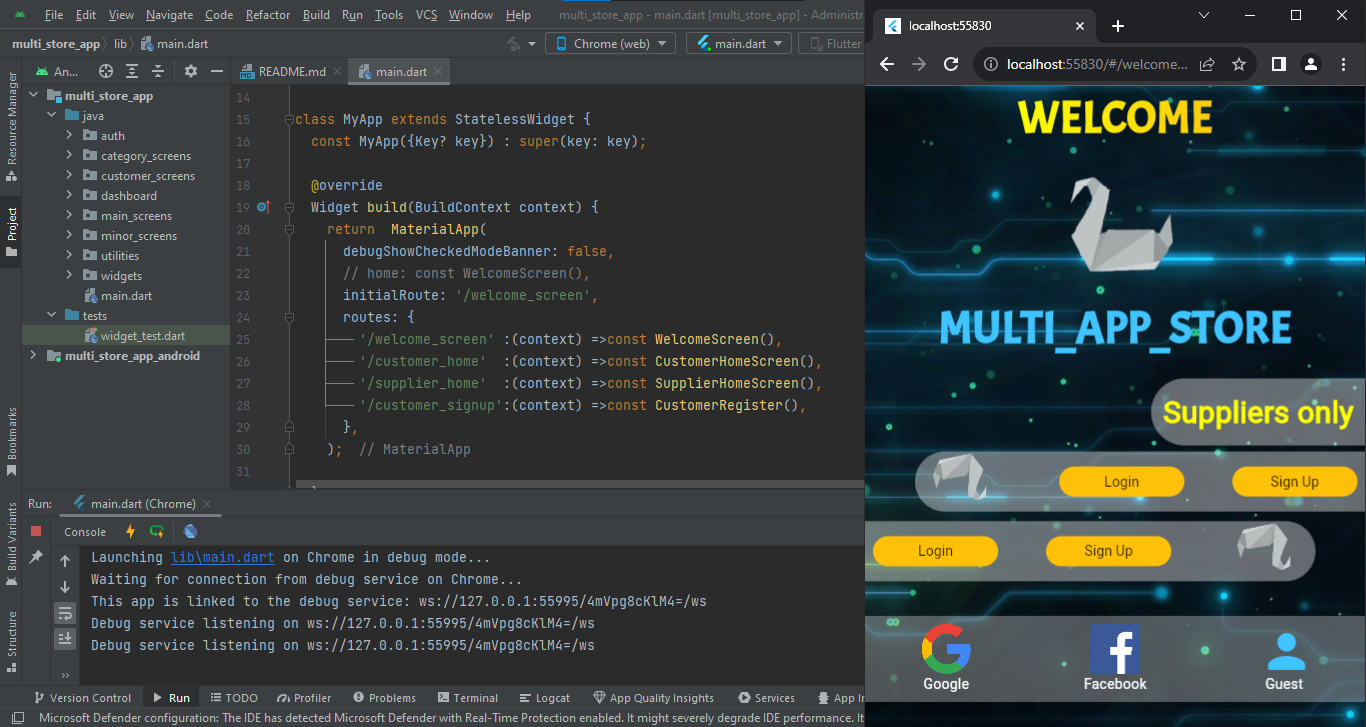 File Edit View Navigate Code Refactor Build Run Tools VCS Window Help multi_store_app - main.dart [multi_store_app] - Administra
multi_store_app lib main.dart Chrome (web) main.dart Flutter
An... README.md main.dart
Resource Manager
Project
Bookmarks
Build Variants
Structure
multi_store_app
java
auth
category_screens
customer_screens
dashboard
main_screens
minor_screens
utilities
widgets
main.dart
tests
widget_test.dart
multi_store_app_android
14
15 class MyApp extends StatelessWidget {
16 const MyApp({Key? key}) : super(key: key);
17
18 @override
19 Widget build(BuildContext context) {
20 return  MaterialApp(
21 debugShowCheckedModeBanner: false,
22 // home: const WelcomeScreen(),
23 initialRoute: '/welcome_screen',
24 routes: {
25 '/welcome_screen' :(context) =>const WelcomeScreen(),
26 '/customer_home'  :(context) =>const CustomerHomeScreen(),
27 '/supplier_home'  :(context) =>const SupplierHomeScreen(),
28 '/customer_signup':(context) =>const CustomerRegister(),
29 },
30 );  // MaterialApp
31
Run: main.dart (Chrome)
Console
Launching lib\main.dart on Chrome in debug mode...
Waiting for connection from debug service on Chrome...
This app is linked to the debug service: ws://127.0.0.1:55995/4mVpg8cKlM4=/ws
Debug service listening on ws://127.0.0.1:55995/4mVpg8cKlM4=/ws
Debug service listening on ws://127.0.0.1:55995/4mVpg8cKlM4=/ws
Version Control Run TODO Profiler Problems Terminal Logcat App Quality Insights Services App In
Microsoft Defender configuration: The IDE has detected Microsoft Defender with Real-Time Protection enabled. It might severely degrade IDE performance. It
localhost:55830
localhost:55830/#/welcome...
WELCOME
MULTI_APP_STORE
Suppliers only
Login Sign Up
Login Sign Up
Google Facebook Guest